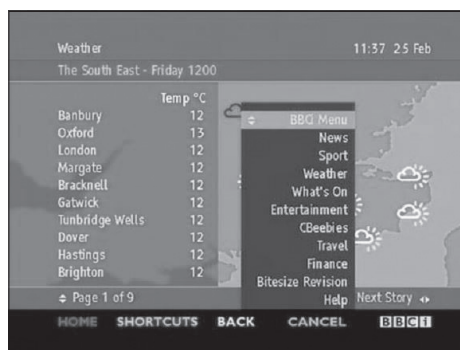 Weather 11:37 25 Feb
The South East - Friday 1200
Temp °C
Banbury 12
Oxford 13
London 12
Margate 12
Bracknell 12
Gatwick 12
Tunbridge Wells 12
Dover 12
Hastings 12
Brighton 12
BBCi Menu
News
Sport
Weather
What's On
Entertainment
CBeebies
Travel
Finance
Bitesize Revision
Help
Page 1 of 9 Next Story
HOME SHORTCUTS BACK CANCEL BBCi